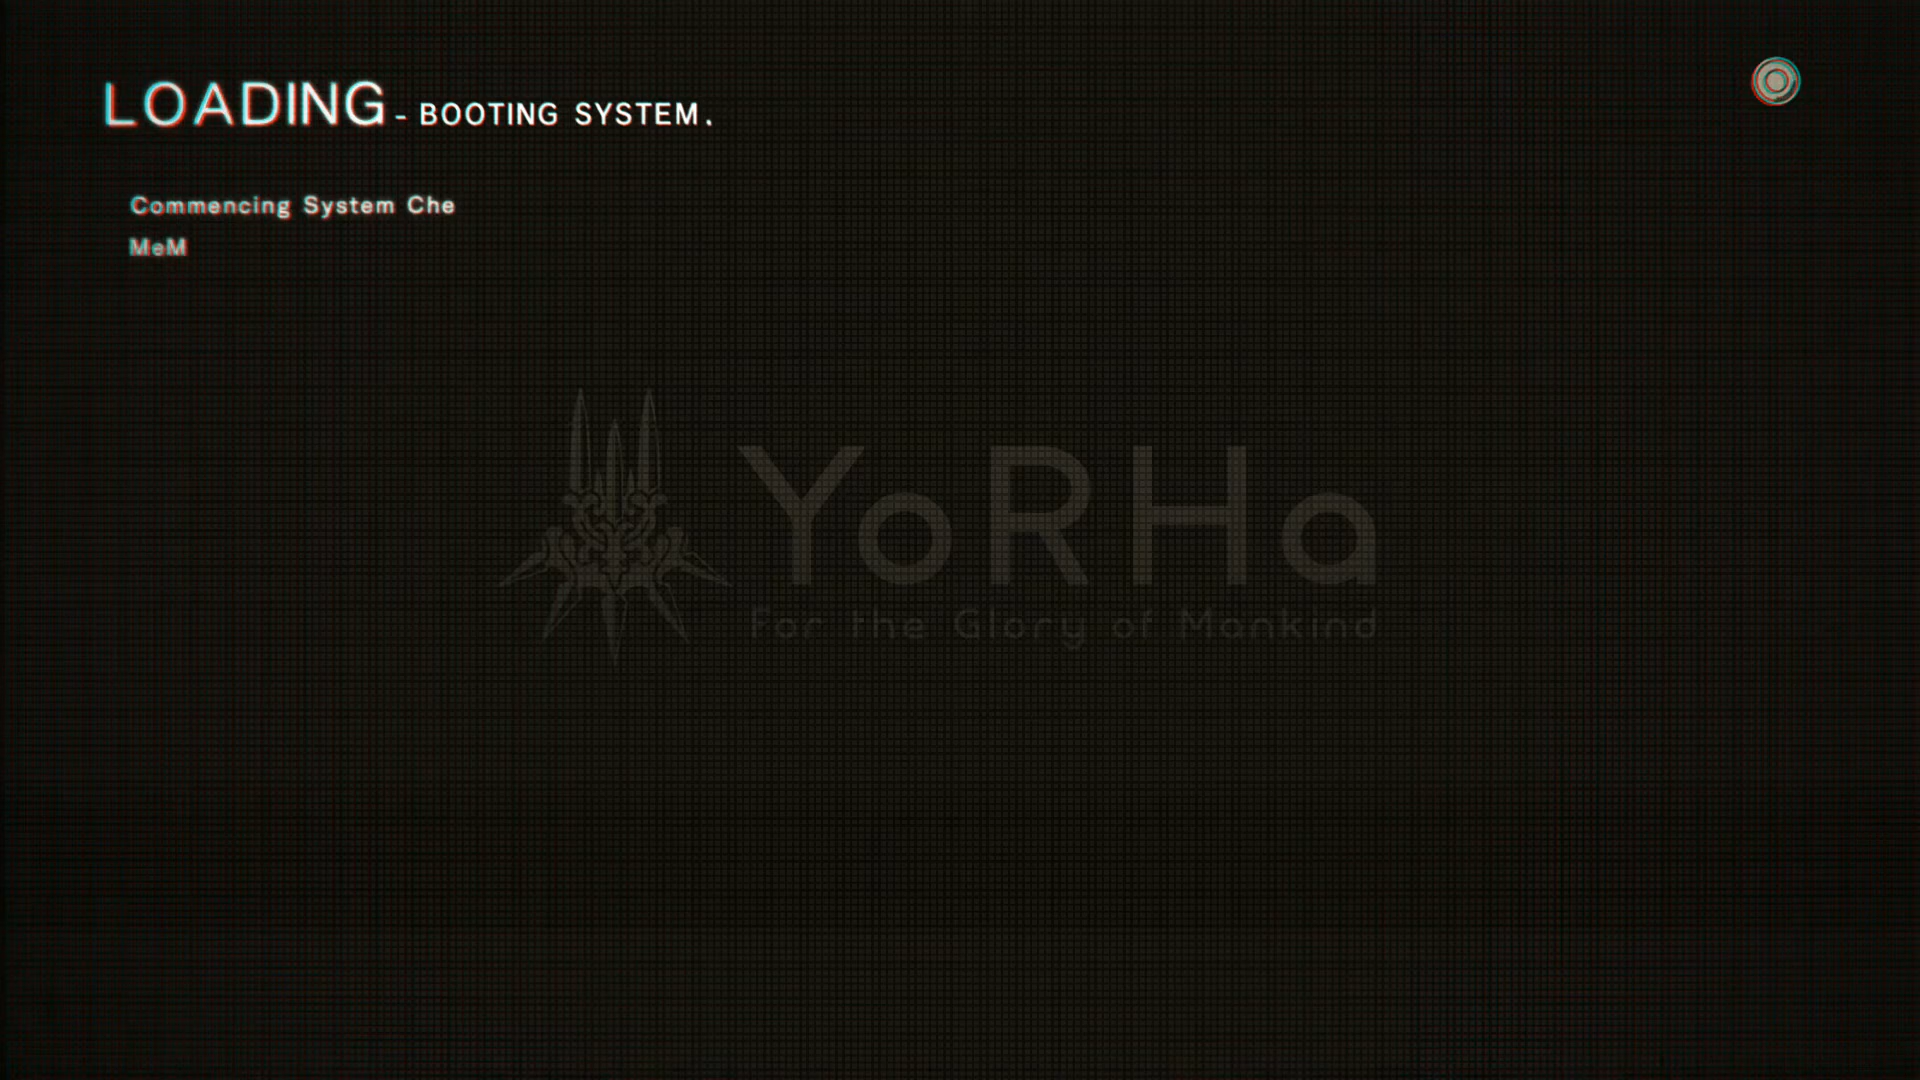 LOADING - BOOTING SYSTEM.
Commencing System Che
MeM
YoRHa
For the Glory of Mankind